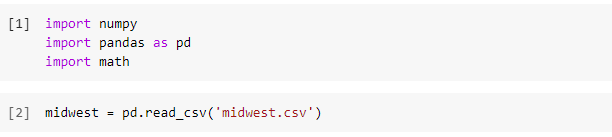 [1] import numpy
import pandas as pd
import math
[2] midwest = pd.read_csv('midwest.csv')